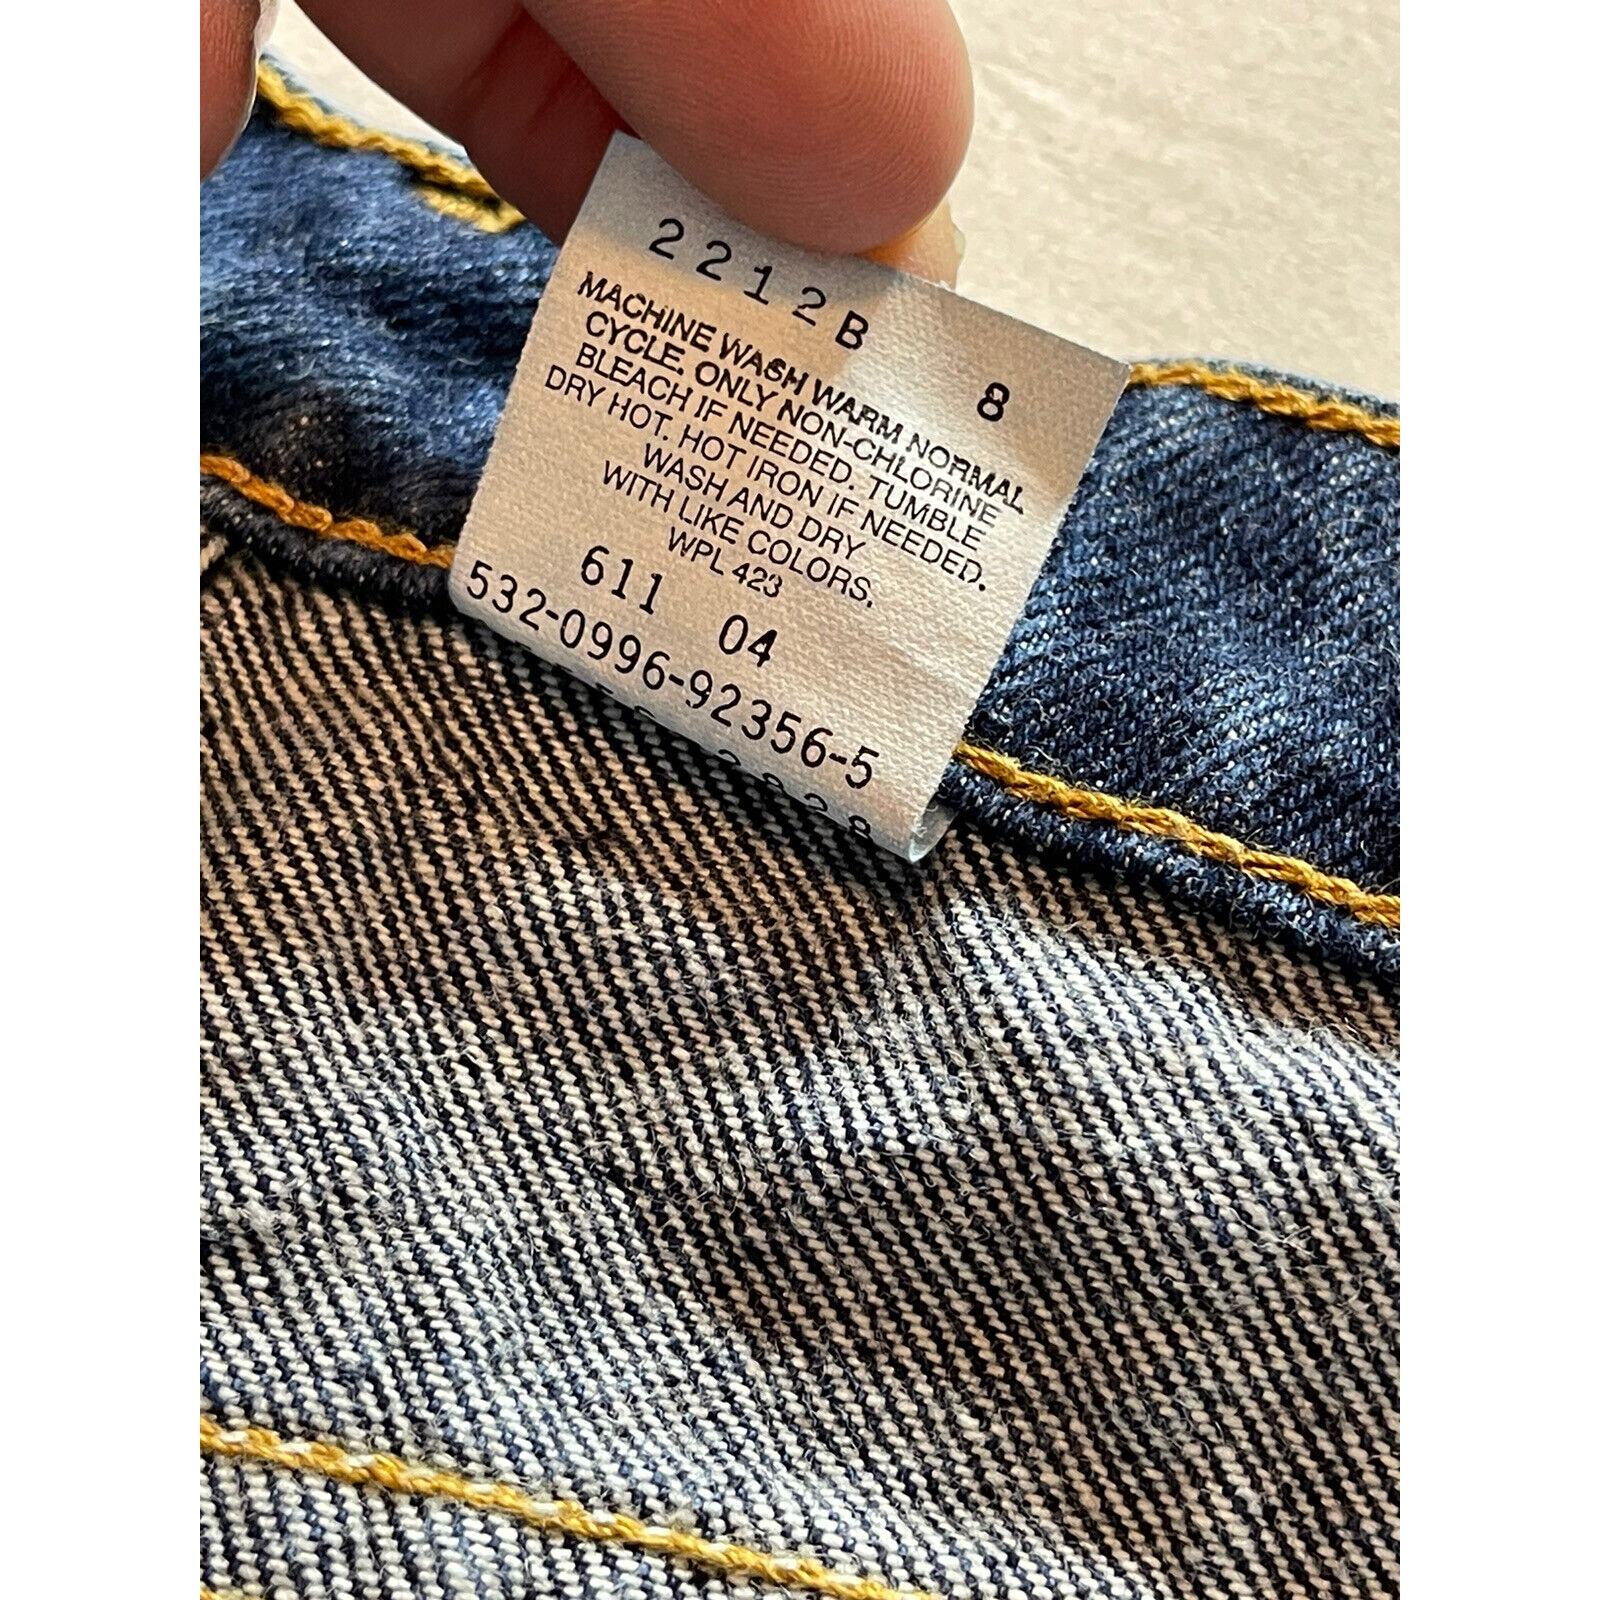 2212B
8
MACHINE WASH WARM NORMAL
CYCLE. ONLY NON-CHLORINE
BLEACH IF NEEDED. TUMBLE
DRY HOT. HOT IRON IF NEEDED.
WASH AND DRY
WITH LIKE COLORS.
WPL 423
611 04
532-0996-92356-5